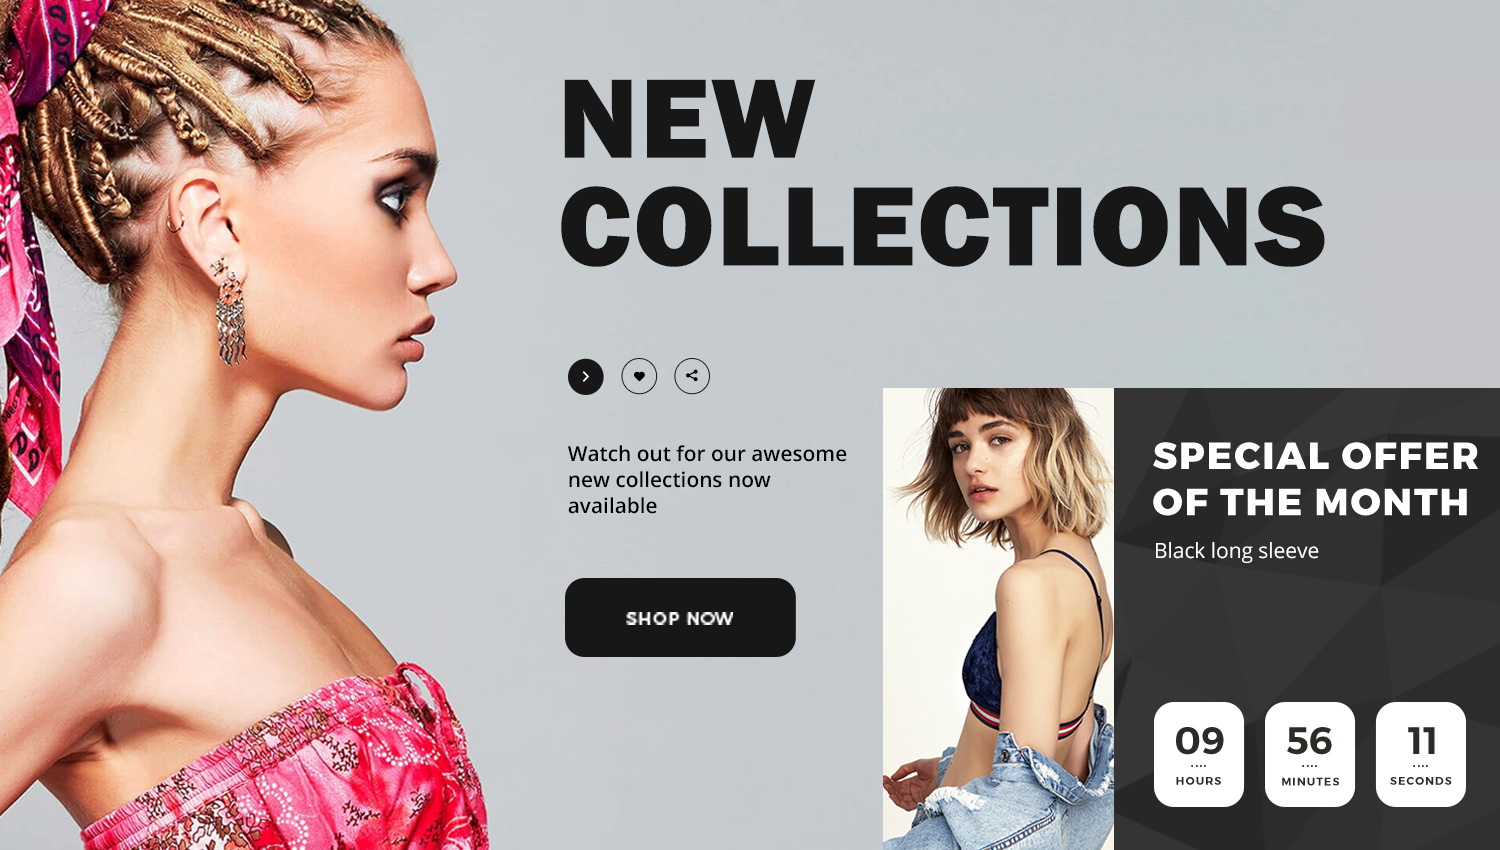 NEW
COLLECTIONS
Watch out for our awesome
new collections now
available
SHOP NOW
SPECIAL OFFER
OF THE MONTH
Black long sleeve
09 56 11
HOURS MINUTES SECONDS